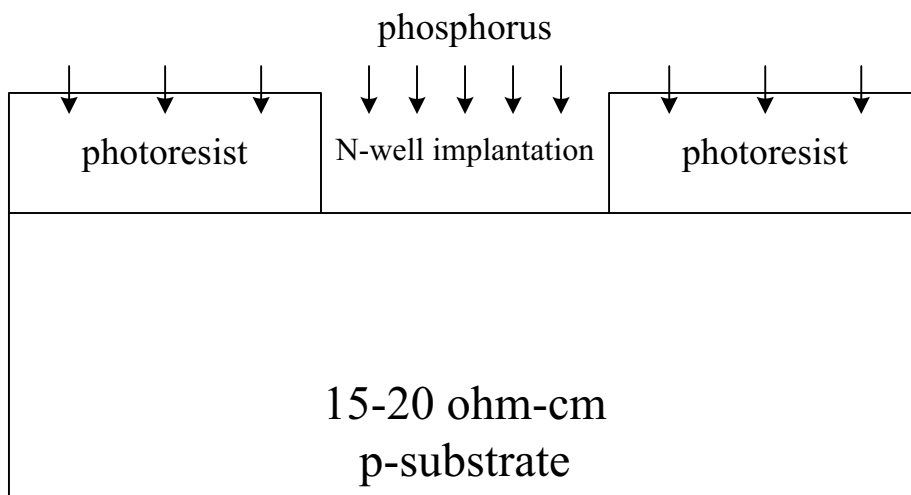 phosphorus
photoresist
N-well implantation
photoresist
15-20 ohm-cm
p-substrate